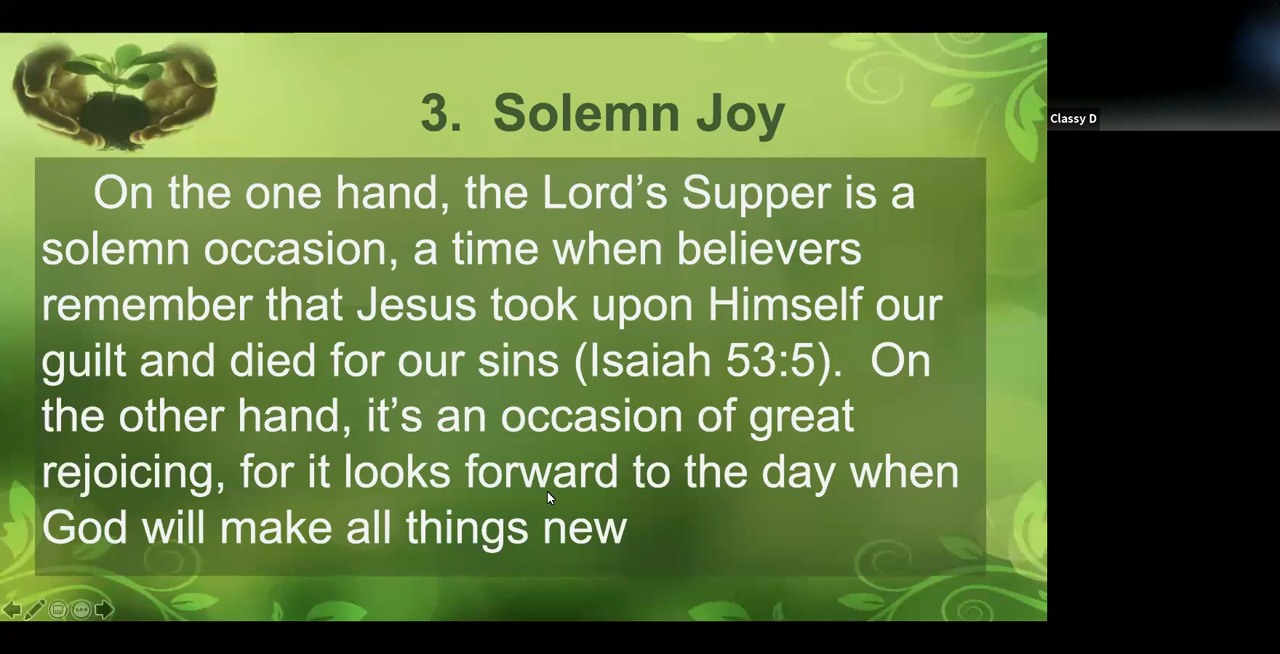 3. Solemn Joy
Classy D
On the one hand, the Lord’s Supper is a
solemn occasion, a time when believers
remember that Jesus took upon Himself our
guilt and died for our sins (Isaiah 53:5). On
the other hand, it’s an occasion of great
rejoicing, for it looks forward to the day when
God will make all things new